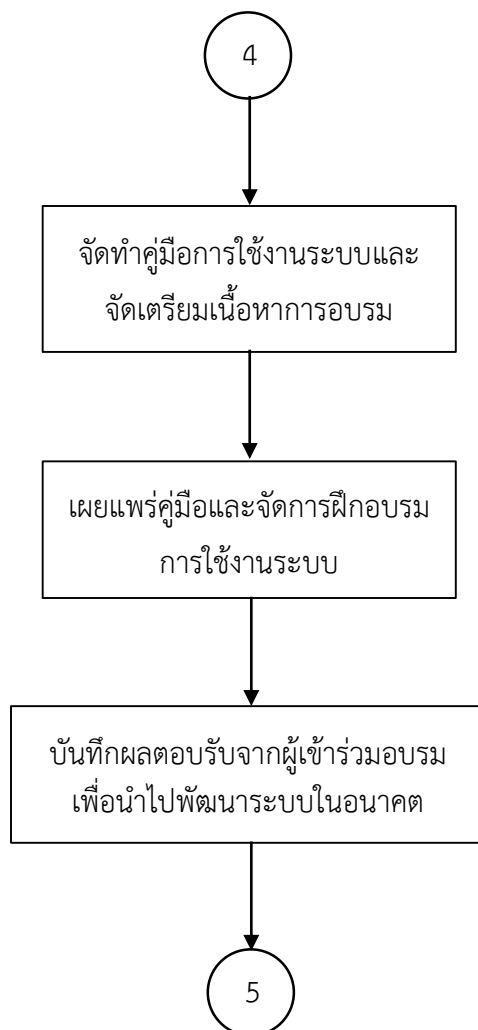 4
จัดทำคู่มือการใช้งานระบบและ
จัดเตรียมเนื้อหาการอบรม
เผยแพร่คู่มือและจัดการฝึกอบรม
การใช้งานระบบ
บันทึกผลตอบรับจากผู้เข้าร่วมอบรม
เพื่อนำไปพัฒนาระบบในอนาคต
5